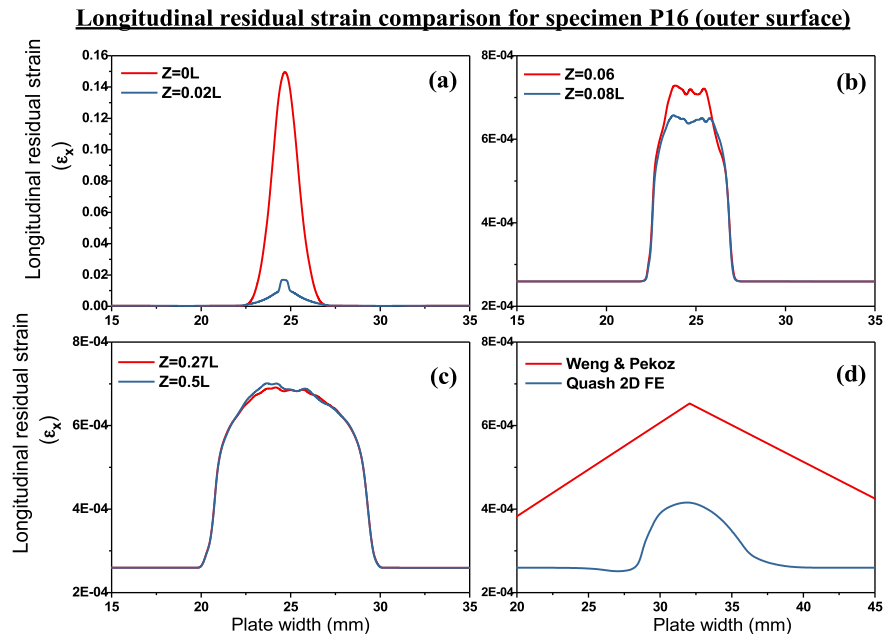 Longitudinal residual strain comparison for specimen P16 (outer surface)
Longitudinal residual strain
(εx)
0.16
0.14
0.12
0.10
0.08
0.06
0.04
0.02
0.00
Z=0L
Z=0.02L
(a)
15 20 25 30 35
8E-04
6E-04
4E-04
2E-04
Z=0.06
Z=0.08L
(b)
15 20 25 30 35
Longitudinal residual strain
(εx)
8E-04
6E-04
4E-04
2E-04
Z=0.27L
Z=0.5L
(c)
15 20 25 30 35
Plate width (mm)
8E-04
6E-04
4E-04
2E-04
Weng & Pekoz
Quash 2D FE
(d)
20 25 30 35 40 45
Plate width (mm)